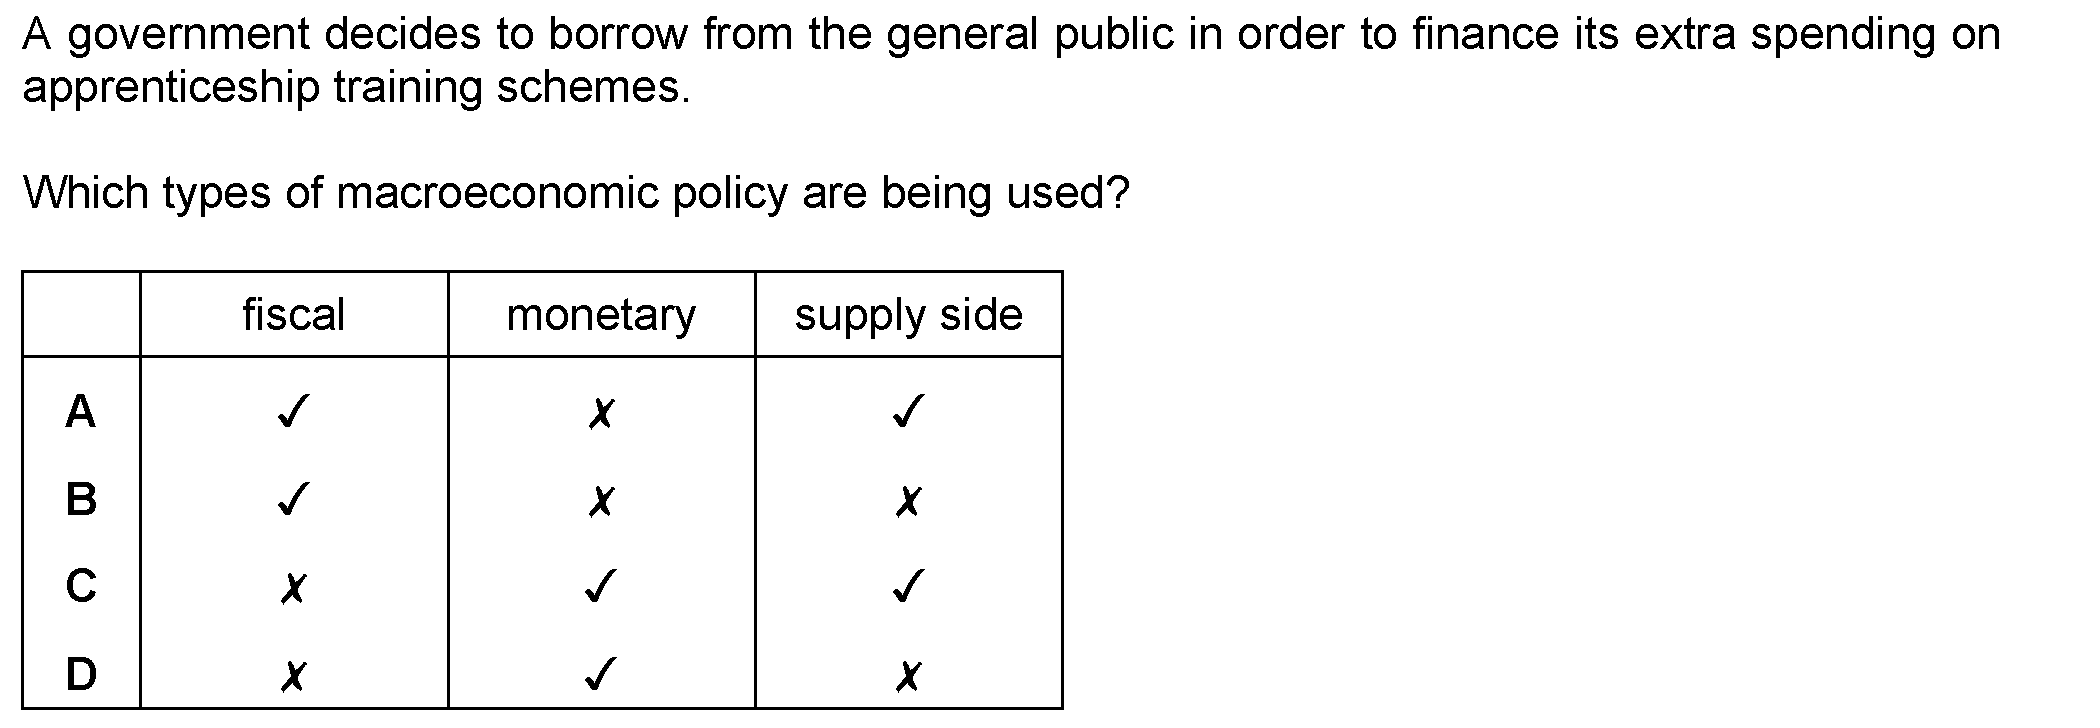 A government decides to borrow from the general public in order to finance its extra spending on
apprenticeship training schemes.
Which types of macroeconomic policy are being used?
fiscal monetary supply side
A ✓ ✗ ✓
B ✓ ✗ ✗
C ✗ ✓ ✓
D ✗ ✓ ✗